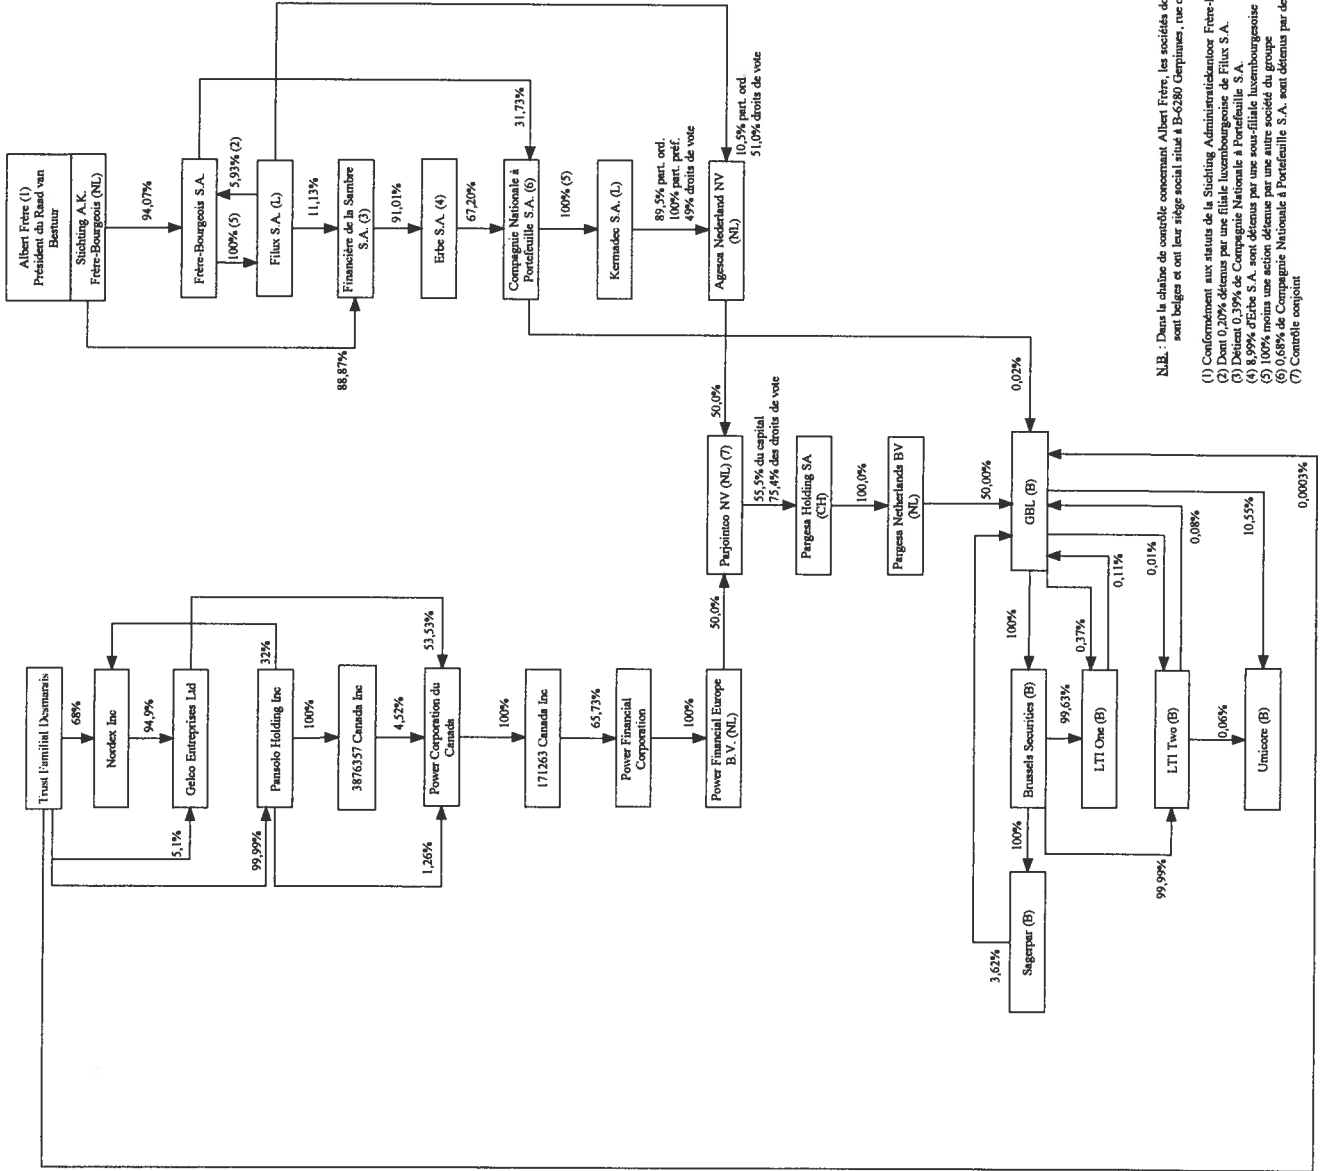 Albert Frère (1)
Président du Raad van
Bestuur
Stichting A.K.
Frère-Bourgeois (NL)
94,07%
Frère-Bourgeois S.A.
100% (5)
5,93% (2)
Filux S.A. (L)
11,13%
Financière de la Sambre
S.A. (3)
88,87%
91,01%
Erbe S.A. (4)
67,20%
31,73%
Compagnie Nationale à
Portefeuille S.A. (6)
100% (5)
Kermadec S.A. (L)
89,5% part. ord.
100% part. préf.
49% droits de vote
10,5% part. ord.
51,0% droits de vote
Agesca Nederland NV
(NL)
50,0%
0,02%
Trust Familial Desmarais
68%
Nordex Inc
94,9%
Gelco Entreprises Ltd
5,1%
32%
Pansolo Holding Inc
99,99%
100%
3876357 Canada Inc
4,52%
53,53%
1,26%
Power Corporation du
Canada
100%
171263 Canada Inc
65,73%
Power Financial
Corporation
100%
Power Financial Europe
B.V. (NL)
50,0%
Parjointco NV (NL) (7)
55,5% du capital
75,4% des droits de vote
Pargesa Holding SA
(CH)
100,0%
Pargesa Netherlands BV
(NL)
50,00%
GBL (B)
100%
0,37%
0,11%
0,01%
0,08%
10,55%
0,0003%
Brussels Securities (B)
100%
99,63%
99,99%
Sagerpar (B)
3,62%
LTI One (B)
LTI Two (B)
0,06%
Umicore (B)
N.B. : Dans la chaîne de contrôle concernant Albert Frère, les sociétés
sont belges et ont leur siège social situé à B-6280 Gerpinnes, rue
(1) Conformément aux statuts de la Stichting Administratiekantoor
(2) Dont 0,20% détenus par une filiale luxembourgeoise de Filux S.A.
(3) Détient 0,39% de Compagnie Nationale à Portefeuille S.A.
(4) 8,99% d'Erbe S.A. sont détenus par une sous-filiale luxembourgeoise
(5) 100% moins une action détenue par une autre société du groupe
(6) 0,68% de Compagnie Nationale à Portefeuille S.A. sont détenus par
(7) Contrôle conjoint